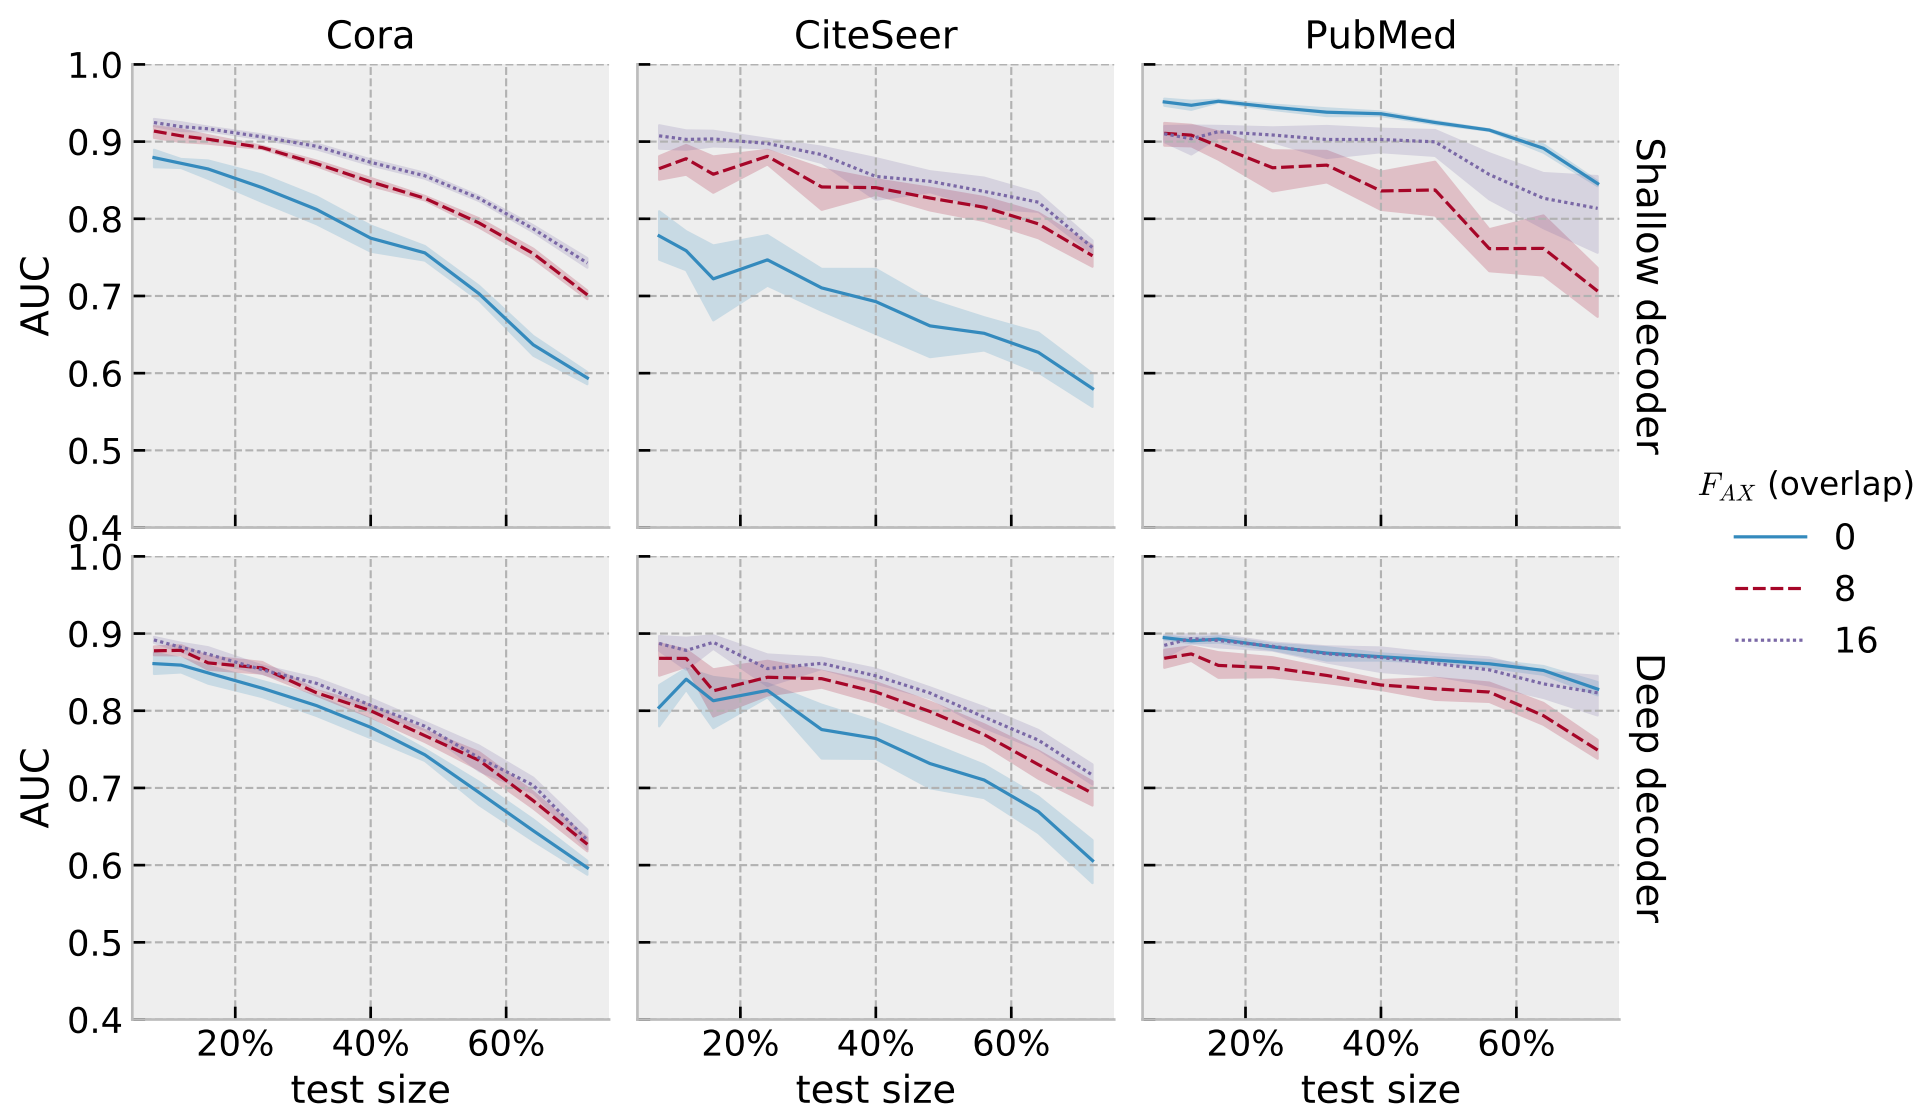 Cora CiteSeer PubMed
1.0
0.9
0.8
0.7
0.6
0.5
0.4
AUC
Shallow decoder
1.0
0.9
0.8
0.7
0.6
0.5
0.4
AUC
Deep decoder
20% 40% 60% 20% 40% 60% 20% 40% 60%
test size test size test size
F_AX (overlap)
0
8
16